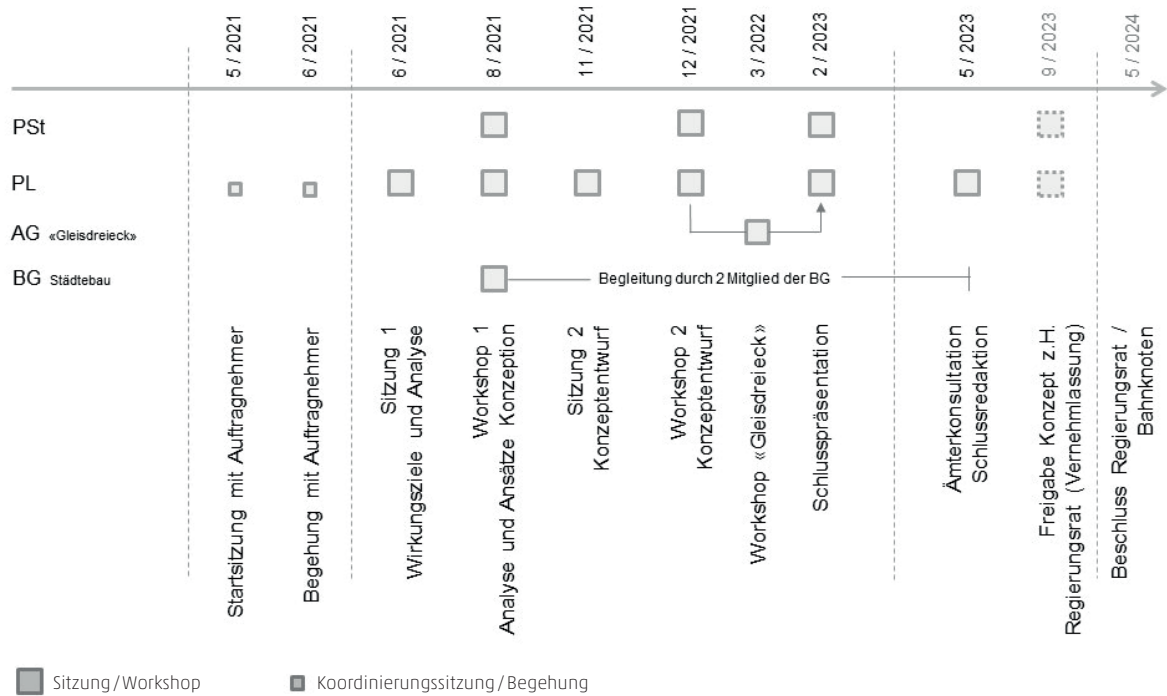 5 / 2021
6 / 2021
6 / 2021
8 / 2021
11 / 2021
12 / 2021
3 / 2022
2 / 2023
5 / 2023
9 / 2023
5 / 2024
PSt
PL
AG «Gleisdreieck»
BG Städtebau
Begleitung durch 2 Mitglied der BG
Startsitzung mit Auftragnehmer
Begehung mit Auftragnehmer
Sitzung 1
Wirkungsziele und Analyse
Workshop 1
Analyse und Ansätze Konzeption
Sitzung 2
Konzeptentwurf
Workshop 2
Konzeptentwurf
Workshop «Gleisdreieck»
Schlusspräsentation
Ämterkonsultation
Schlussredaktion
Freigabe Konzept z.H.
Regierungsrat (Vernehmlassung)
Beschluss Regierungsrat /
Bahnknoten
Sitzung / Workshop
Koordinierungssitzung / Begehung